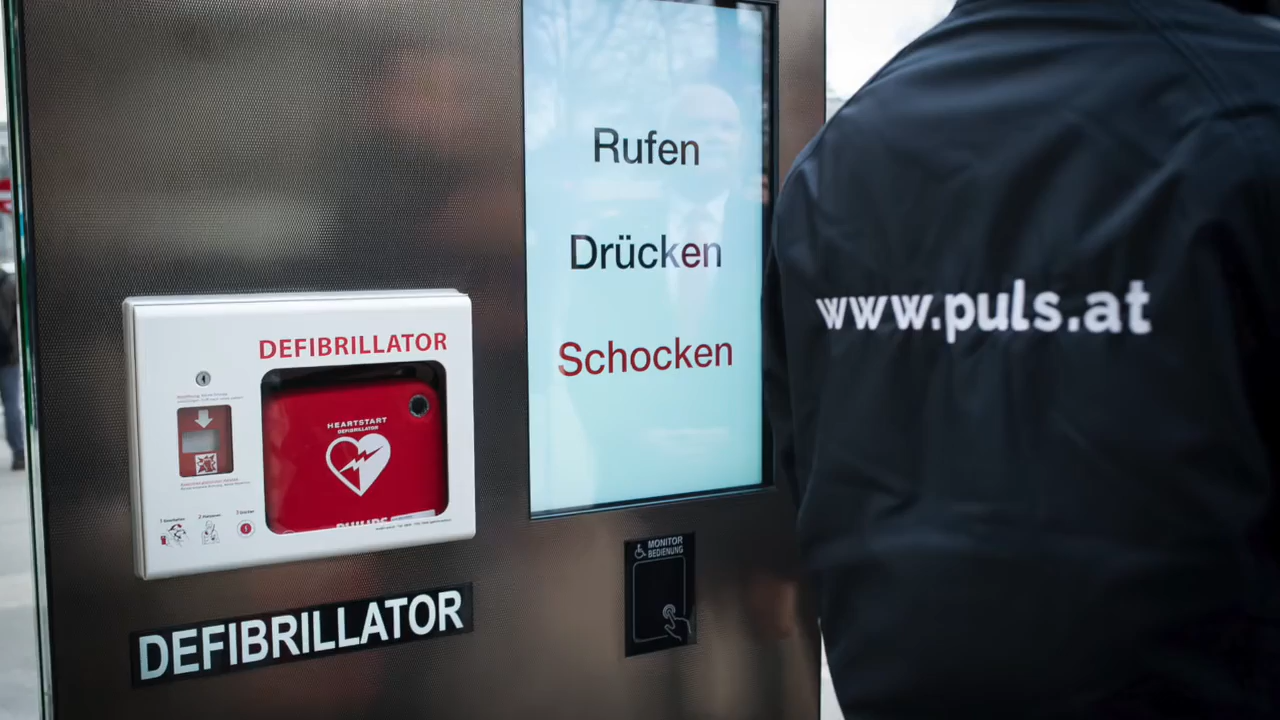 Rufen
Drücken
Schocken
www.puls.at
DEFIBRILLATOR
HEARTSTART
DEFIBRILLATOR
MONITOR
BEDIENUNG
DEFIBRILLATOR